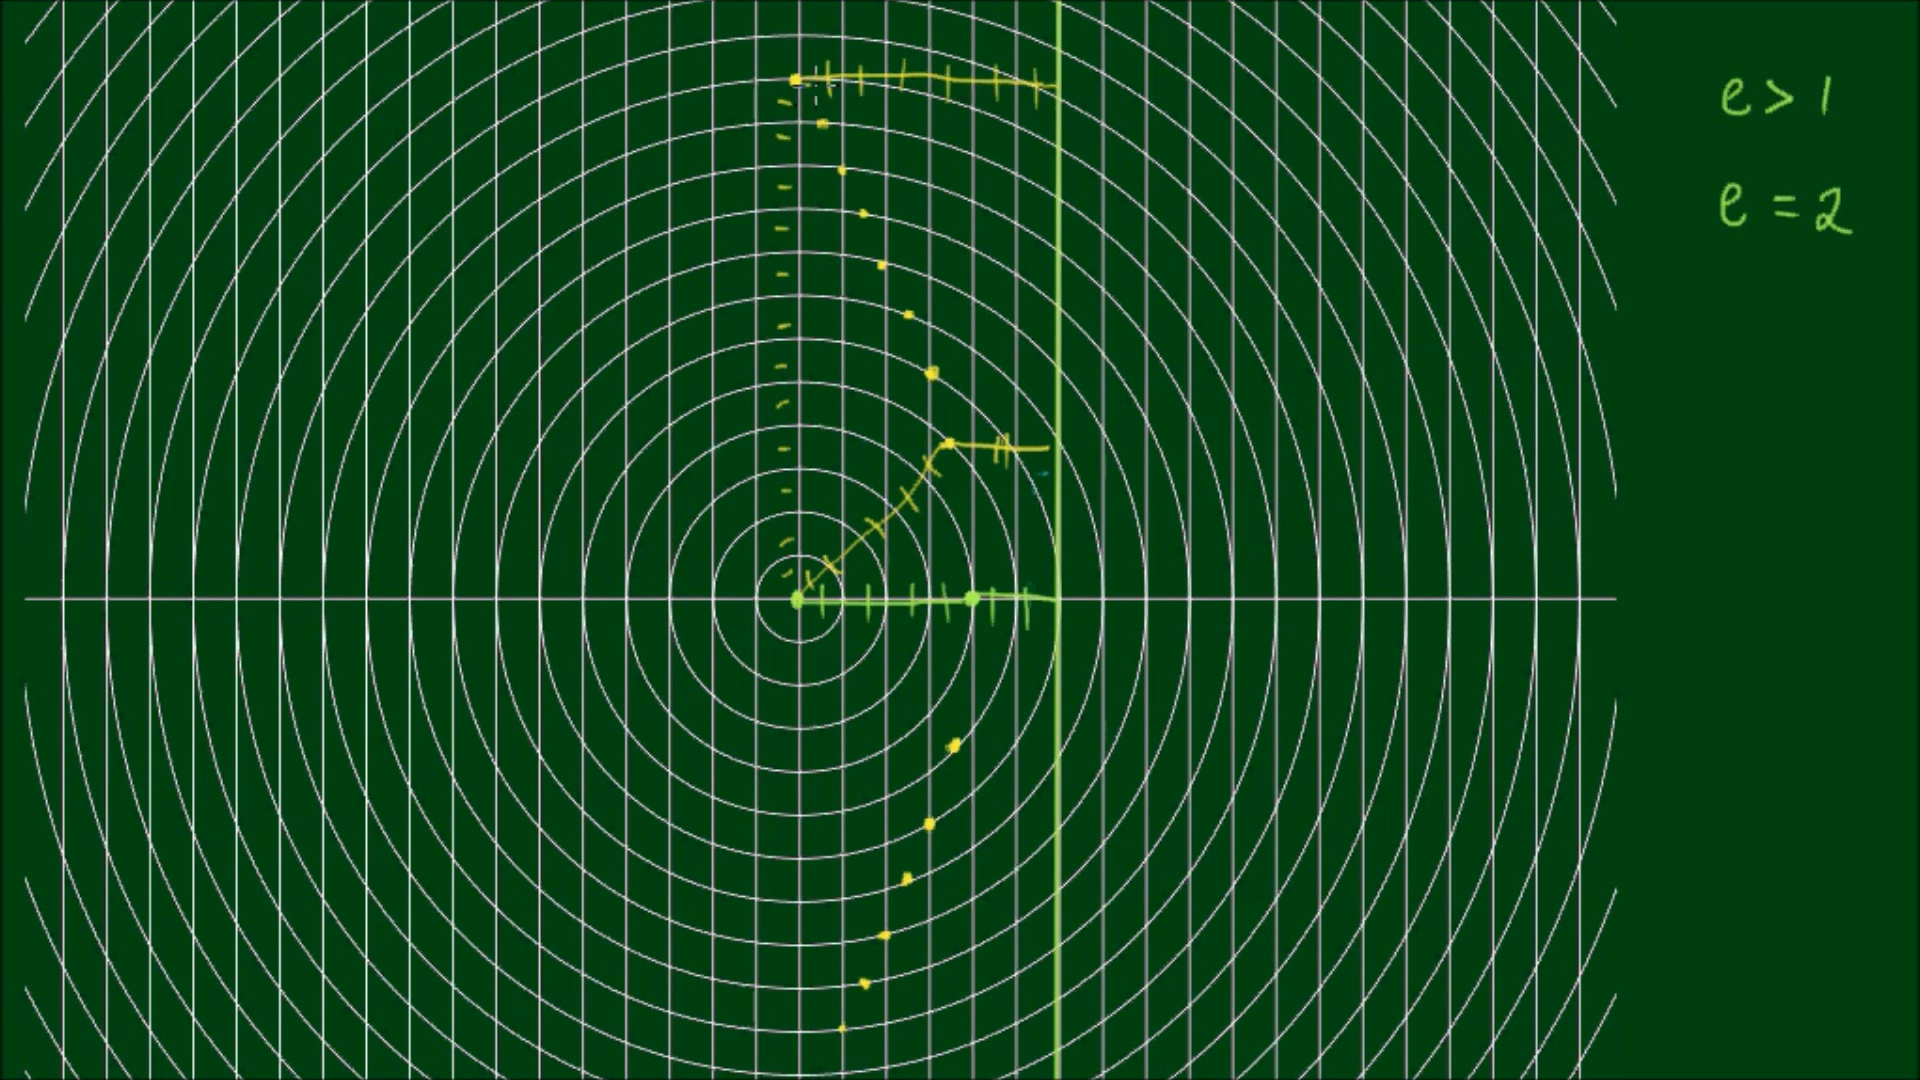 e > 1
e = 2